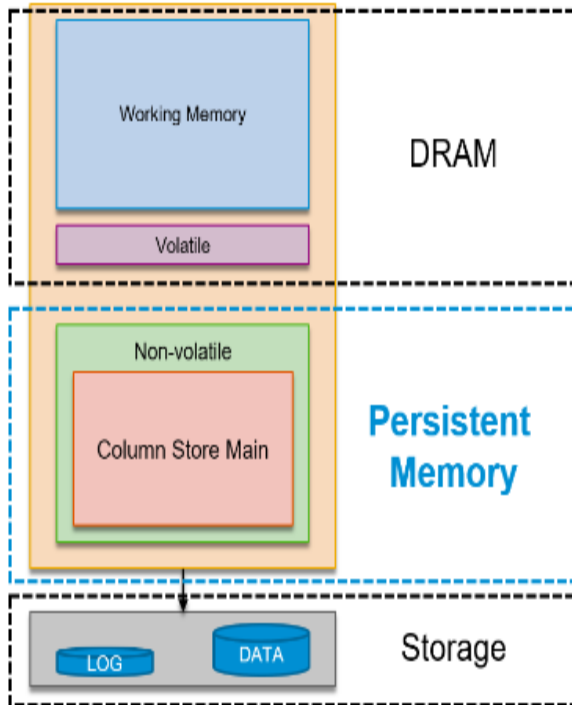 Working Memory
DRAM
Volatile
Non-volatile
Column Store Main
Persistent
Memory
LOG
DATA
Storage